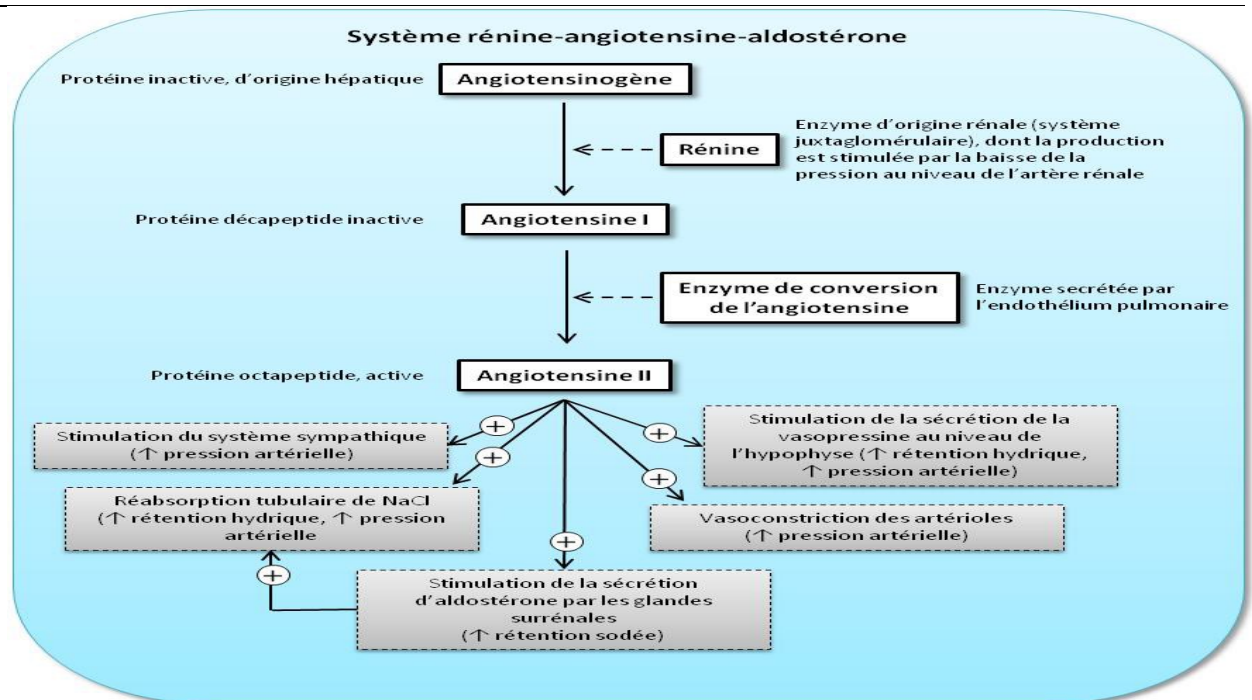 Système rénine-angiotensine-aldostérone
Protéine inactive, d'origine hépatique
Angiotensinogène
Enzyme d'origine rénale (système
juxtaglomérulaire), dont la production
est stimulée par la baisse de la
pression au niveau de l'artère rénale
Rénine
Protéine décapeptide inactive
Angiotensine I
Enzyme de conversion
de l'angiotensine
Enzyme secrétée par
l'endothélium pulmonaire
Protéine octapeptide, active
Angiotensine II
Stimulation du système sympathique
(↑ pression artérielle)
+
+
+
+
+
Stimulation de la sécrétion de la
vasopressine au niveau de
l'hypophyse (↑ rétention hydrique,
↑ pression artérielle)
Réabsorption tubulaire de NaCl
(↑ rétention hydrique, ↑ pression
artérielle
Vasoconstriction des artérioles
(↑ pression artérielle)
+
Stimulation de la sécrétion
d'aldostérone par les glandes
surrénales
(↑ rétention sodée)